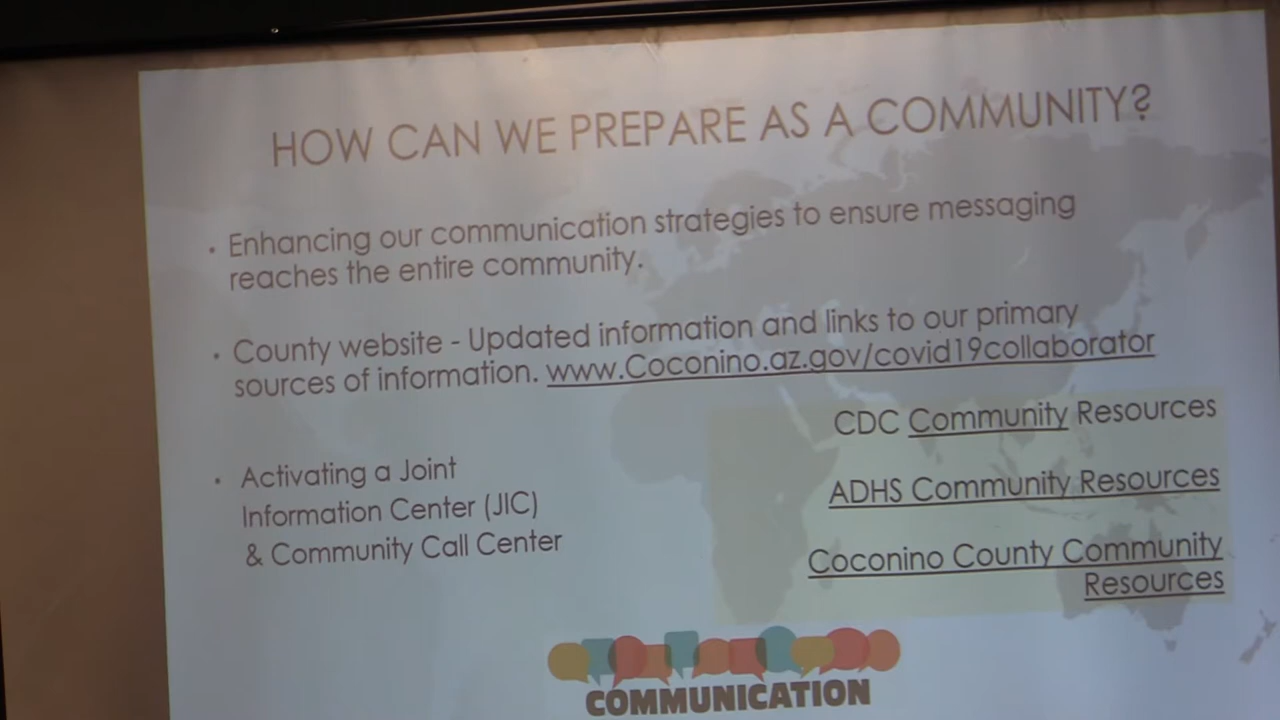 HOW CAN WE PREPARE AS A COMMUNITY?
• Enhancing our communication strategies to ensure messaging
reaches the entire community.
• County website - Updated information and links to our primary
sources of information. www.Coconino.az.gov/covid19collaborator
• Activating a Joint
Information Center (JIC)
& Community Call Center
CDC Community Resources
ADHS Community Resources
Coconino County Community
Resources
COMMUNICATION